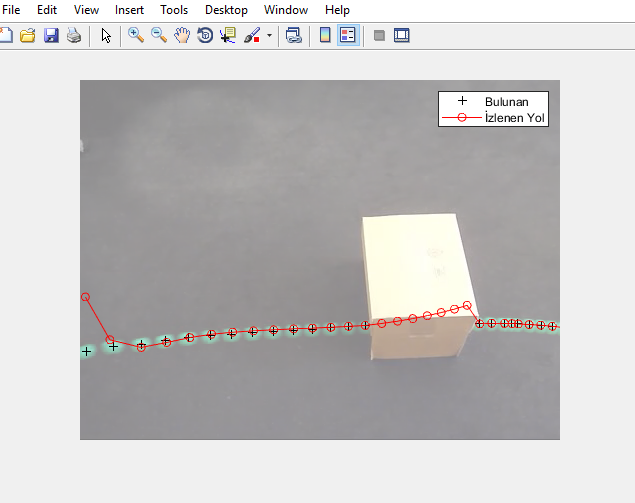 File Edit View Insert Tools Desktop Window Help
Bulunan
İzlenen Yol